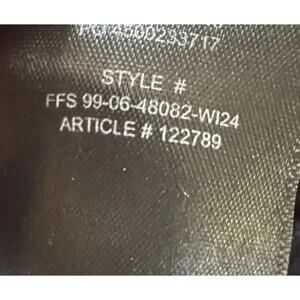 STYLE #
FFS 99-06-48082-WI24
ARTICLE # 122789